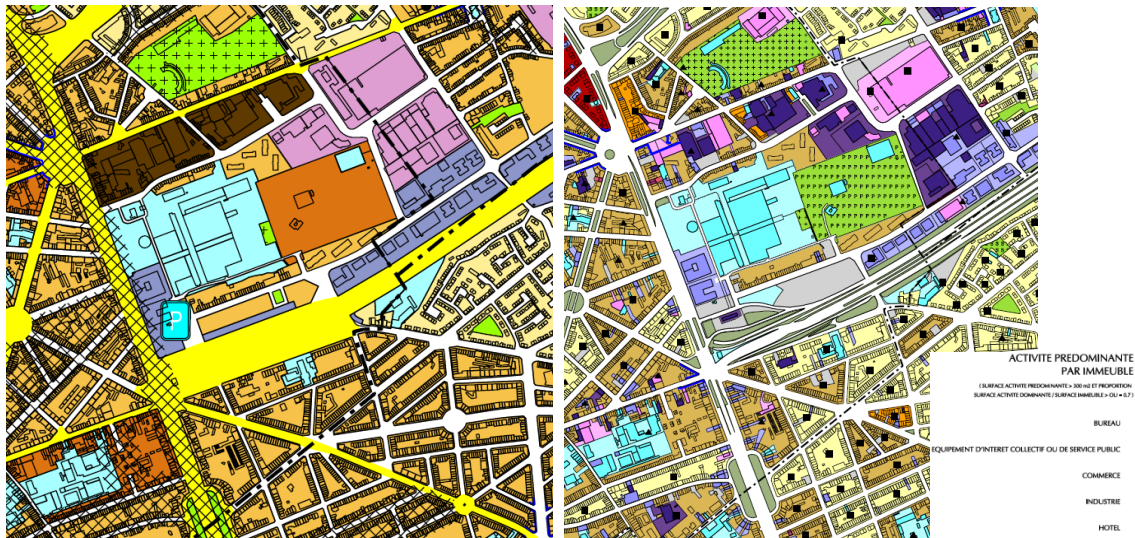 ACTIVITE PREDOMINANTE
PAR IMMEUBLE
( SURFACE ACTIVITE PREDOMINANTE > 300 m2 ET PROPORTION
SURFACE ACTIVITE DOMINANTE / SURFACE IMMEUBLE > OU = 0.7 )
BUREAU
EQUIPEMENT D'INTERET COLLECTIF OU DE SERVICE PUBLIC
COMMERCE
INDUSTRIE
HOTEL